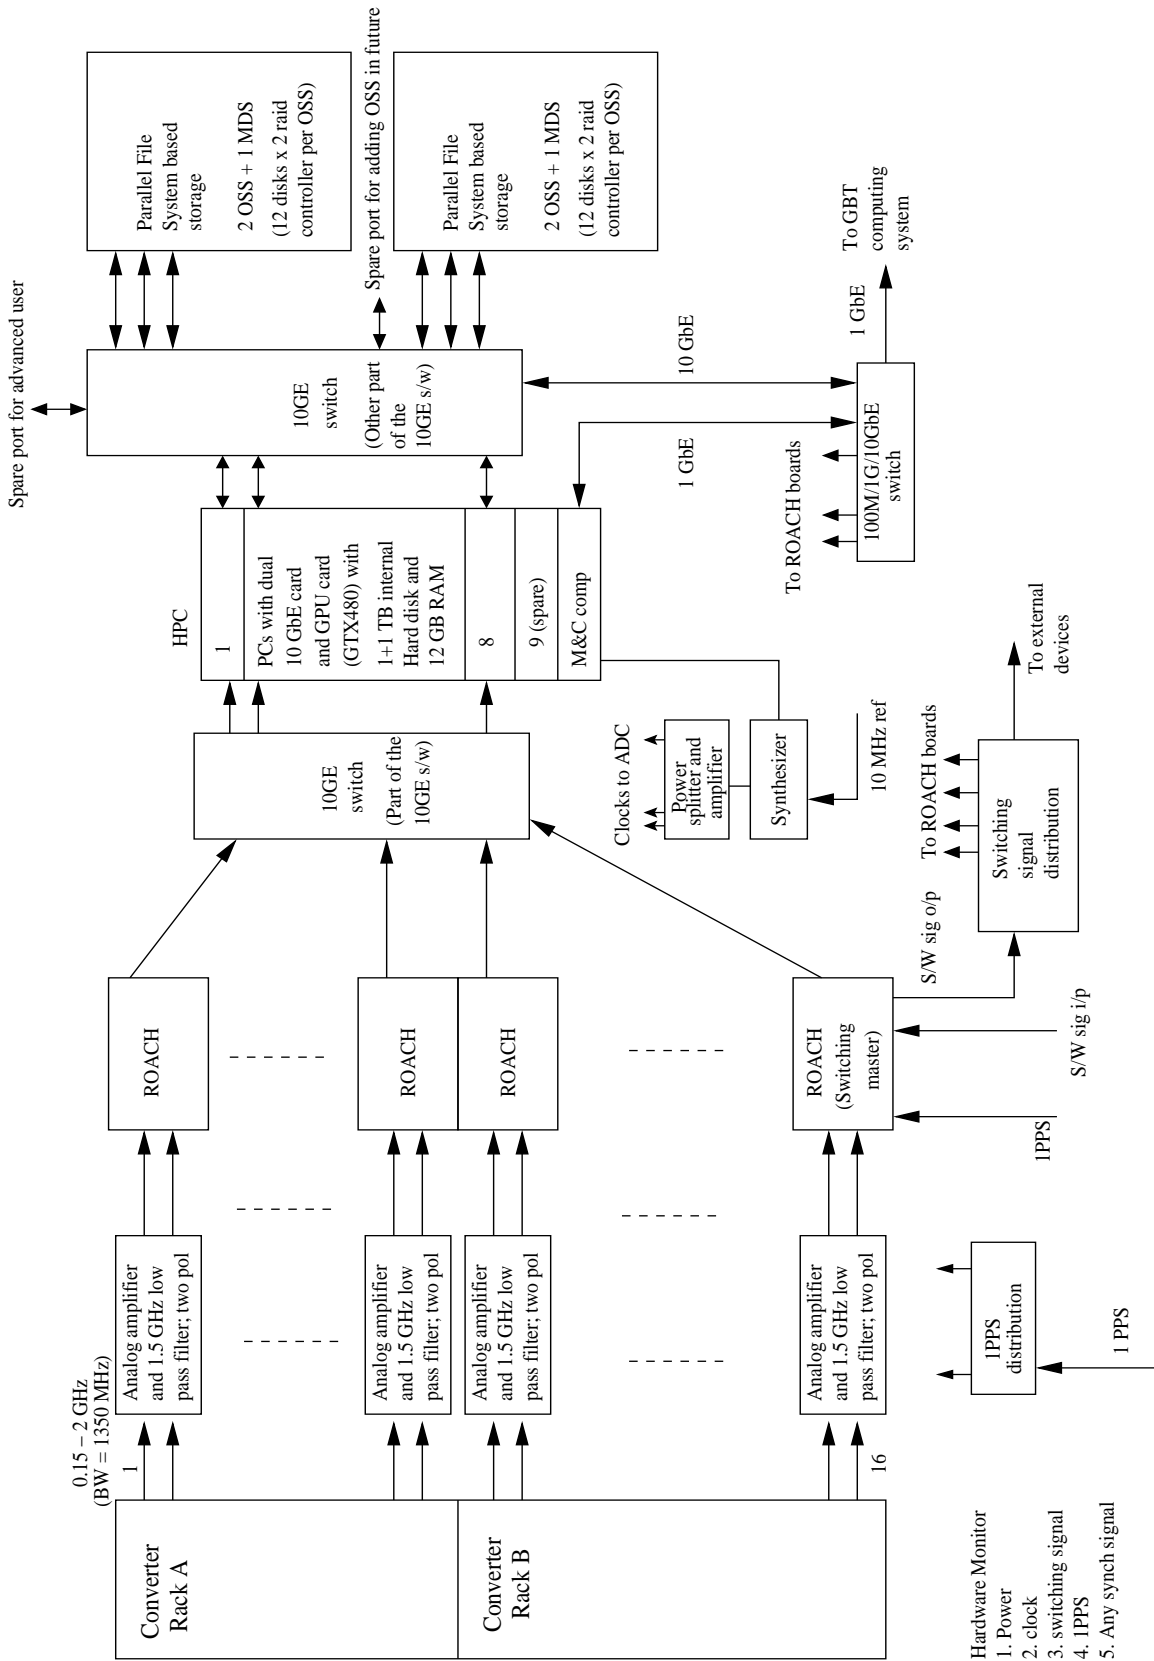 Spare port for advanced user
Spare port for adding OSS in future
Parallel File
System based
storage
2 OSS + 1 MDS
(12 disks x 2 raid
controller per OSS)
Parallel File
System based
storage
2 OSS + 1 MDS
(12 disks x 2 raid
controller per OSS)
10GE
switch
(Other part
of the
10GE s/w)
10 GbE
1 GbE
1 GbE
To GBT
computing
system
To ROACH boards
100M/1G/10GbE
switch
HPC
1
PCs with dual
10 GbE card
and GPU card
(GTX480) with
1+1 TB internal
Hard disk and
12 GB RAM
8
9 (spare)
M&C comp
10GE
switch
(Part of the
10GE s/w)
Clocks to ADC
Power
splitter and
amplifier
Synthesizer
10 MHz ref
To ROACH boards
To external
devices
Switching
signal
distribution
S/W sig o/p
S/W sig i/p
1PPS
ROACH
ROACH
ROACH
ROACH
(Switching
master)
Analog amplifier
and 1.5 GHz low
pass filter; two pol
Analog amplifier
and 1.5 GHz low
pass filter; two pol
Analog amplifier
and 1.5 GHz low
pass filter; two pol
Analog amplifier
and 1.5 GHz low
pass filter; two pol
1PPS
distribution
1 PPS
0.15 – 2 GHz
(BW = 1350 MHz)
1
16
Converter
Rack A
Converter
Rack B
Hardware Monitor
1. Power
2. clock
3. switching signal
4. 1PPS
5. Any synch signal